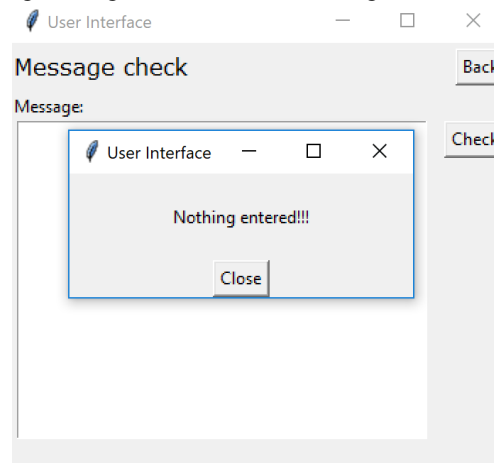 User Interface
Message check
Back
Message:
Check
User Interface
Nothing entered!!!
Close